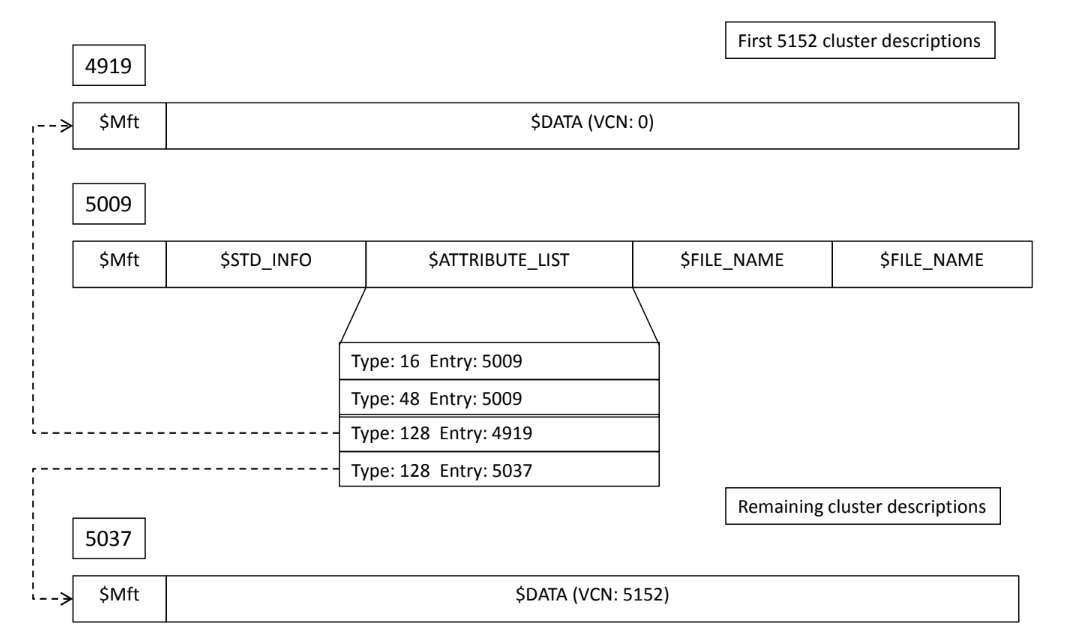 First 5152 cluster descriptions
4919
$Mft $DATA (VCN: 0)
5009
$Mft $STD_INFO $ATTRIBUTE_LIST $FILE_NAME $FILE_NAME
Type: 16 Entry: 5009
Type: 48 Entry: 5009
Type: 128 Entry: 4919
Type: 128 Entry: 5037
Remaining cluster descriptions
5037
$Mft $DATA (VCN: 5152)